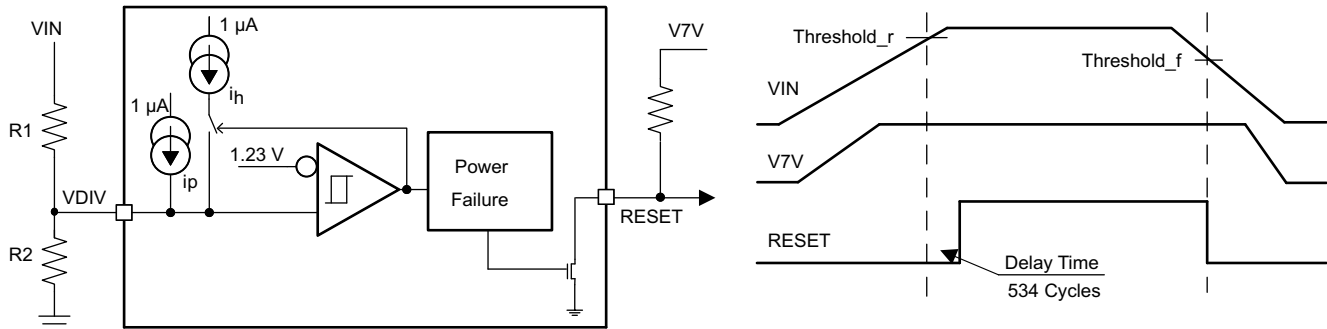 VIN
R1
VDIV
R2
1 µA
ih
1 µA
ip
1.23 V
Power
Failure
V7V
RESET
Threshold_r
Threshold_f
VIN
V7V
RESET
Delay Time
534 Cycles